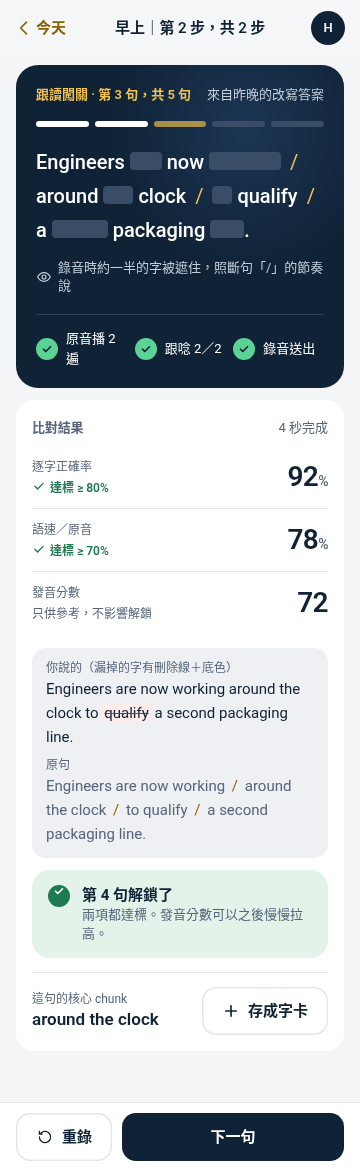 今天
早上｜第 2 步，共 2 步
H
跟讀闖關 · 第 3 句，共 5 句
來自昨晚的改寫答案
Engineers now /
around clock / qualify /
a packaging .
錄音時約一半的字被遮住，照斷句「/」的節奏
說
原音播 2
遍
跟唸 2／2
錄音送出
比對結果
4 秒完成
逐字正確率
達標 ≥ 80%
92%
語速／原音
達標 ≥ 70%
78%
發音分數
只供參考，不影響解鎖
72
你說的（漏掉的字有刪除線＋底色）
Engineers are now working around the
clock to qualify a second packaging
line.
原句
Engineers are now working / around
the clock / to qualify / a second
packaging line.
第 4 句解鎖了
兩項都達標。發音分數可以之後慢慢拉
高。
這句的核心 chunk
around the clock
存成字卡
重錄
下一句